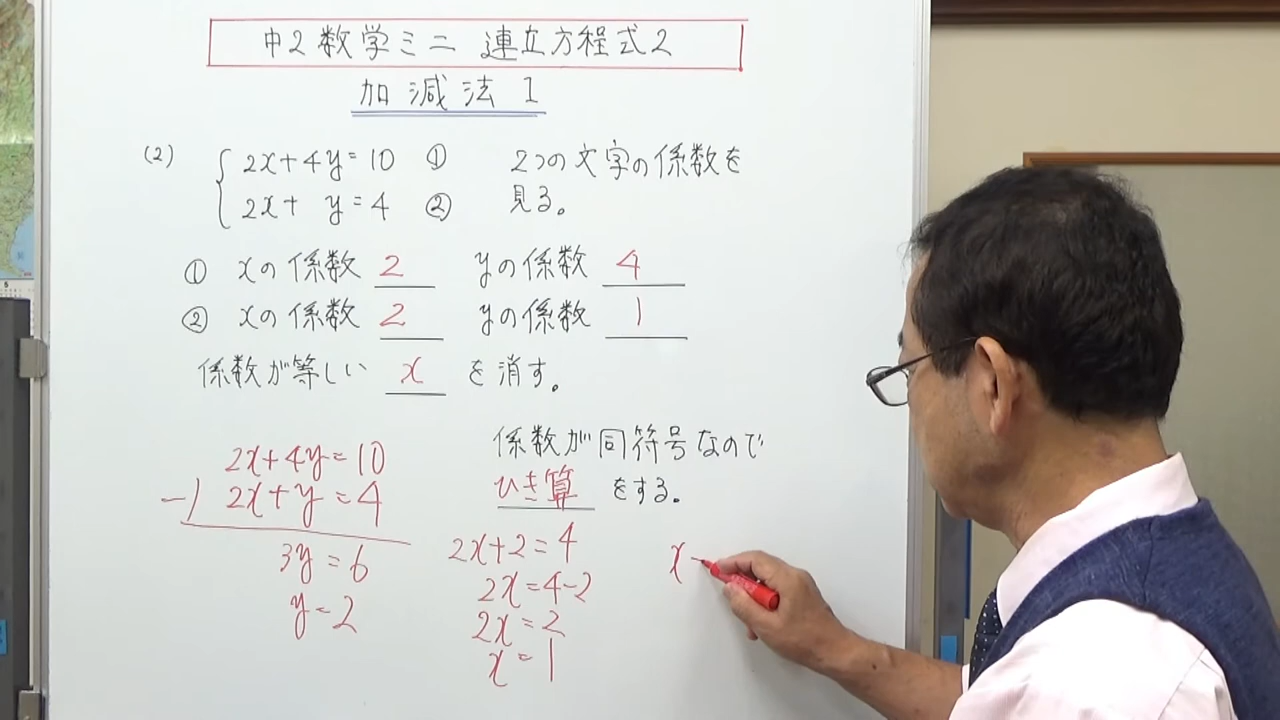 中2数学ミニ 連立方程式2
加減法1
(2) 2x+4y=10 ①
2x+ y=4 ②
2つの文字の係数を
見る。
① xの係数 2 yの係数 4
② xの係数 2 yの係数 1
係数が等しい x を消す。
2x+4y=10
-) 2x+y=4
3y=6
y=2
係数が同符号なので
ひき算 をする。
2x+2=4
2x=4-2
2x=2
x=1
x